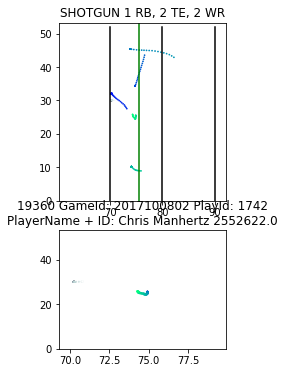 SHOTGUN 1 RB, 2 TE, 2 WR
50
40
30
20
10
0
70 80 90
19360 GameId: 2017100802 PlayId: 1742
PlayerName + ID: Chris Manhertz 2552622.0
40
20
0
70.0 72.5 75.0 77.5